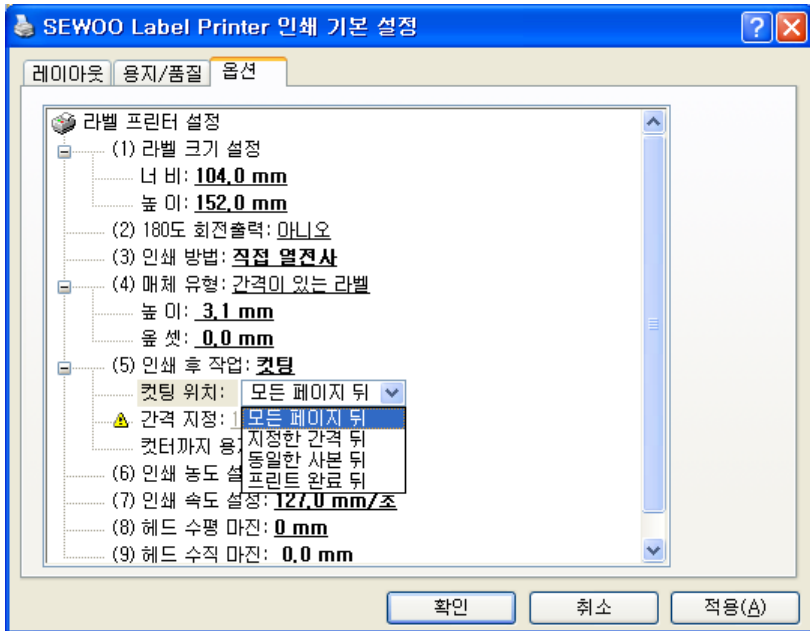 SEWOO Label Printer 인쇄 기본 설정
레이아웃 용지/품질 옵션
라벨 프린터 설정
(1) 라벨 크기 설정
너 비: 104.0 mm
높 이: 152.0 mm
(2) 180도 회전출력: 아니오
(3) 인쇄 방법: 직접 열전사
(4) 매체 유형: 간격이 있는 라벨
높 이: 3.1 mm
옵 셋: 0.0 mm
(5) 인쇄 후 작업: 컷팅
컷팅 위치: 모든 페이지 뒤
간격 지정: 1
모든 페이지 뒤
지정한 간격 뒤
동일한 사본 뒤
프린트 완료 뒤
컷터까지
(6) 인쇄 농도
(7) 인쇄 속도 설정: 127.0 mm/초
(8) 헤드 수평 마진: 0 mm
(9) 헤드 수직 마진: 0.0 mm
확인 취소 적용(A)